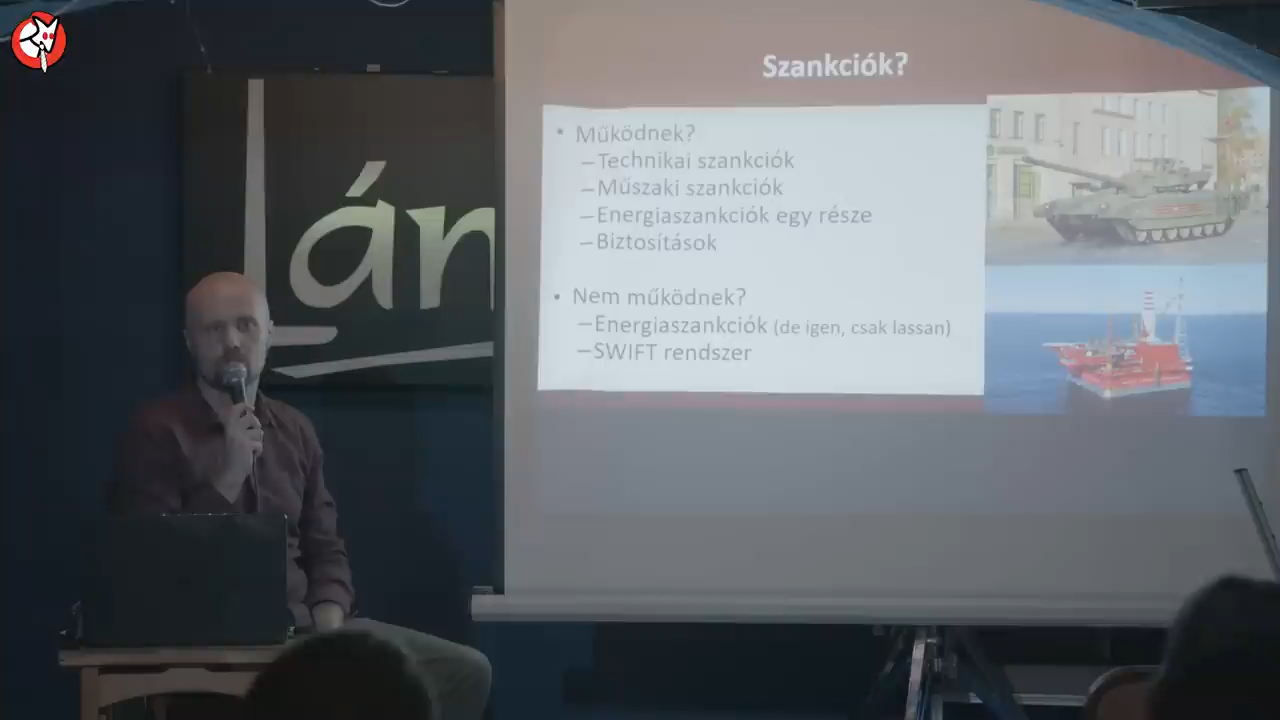 Szankciók?
• Működnek?
–Technikai szankciók
–Műszaki szankciók
–Energiaszankciók egy része
–Biztosítások
• Nem működnek?
–Energiaszankciók (de igen, csak lassan)
–SWIFT rendszer